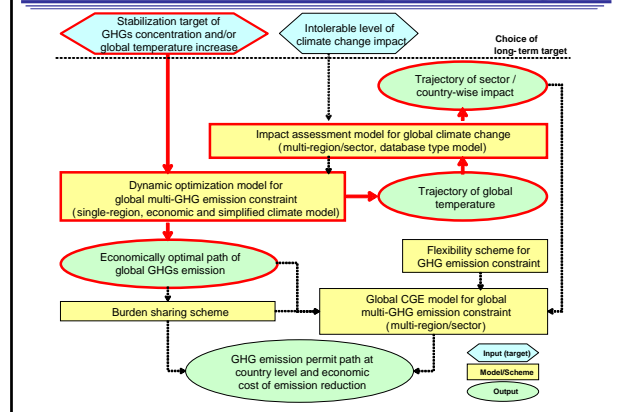 Stabilization target of
GHGs concentration and/or
global temperature increase
Intolerable level of
climate change impact
Choice of
long- term target
Trajectory of sector /
country-wise impact
Impact assessment model for global climate change
(multi-region/sector, database type model)
Dynamic optimization model for
global multi-GHG emission constraint
(single-region, economic and simplified climate model)
Trajectory of global
temperature
Economically optimal path of
global GHGs emission
Flexibility scheme for
GHG emission constraint
Burden sharing scheme
Global CGE model for global
multi-GHG emission constraint
(multi-region/sector)
GHG emission permit path at
country level and economic
cost of emission reduction
Input (target)
Model/Scheme
Output